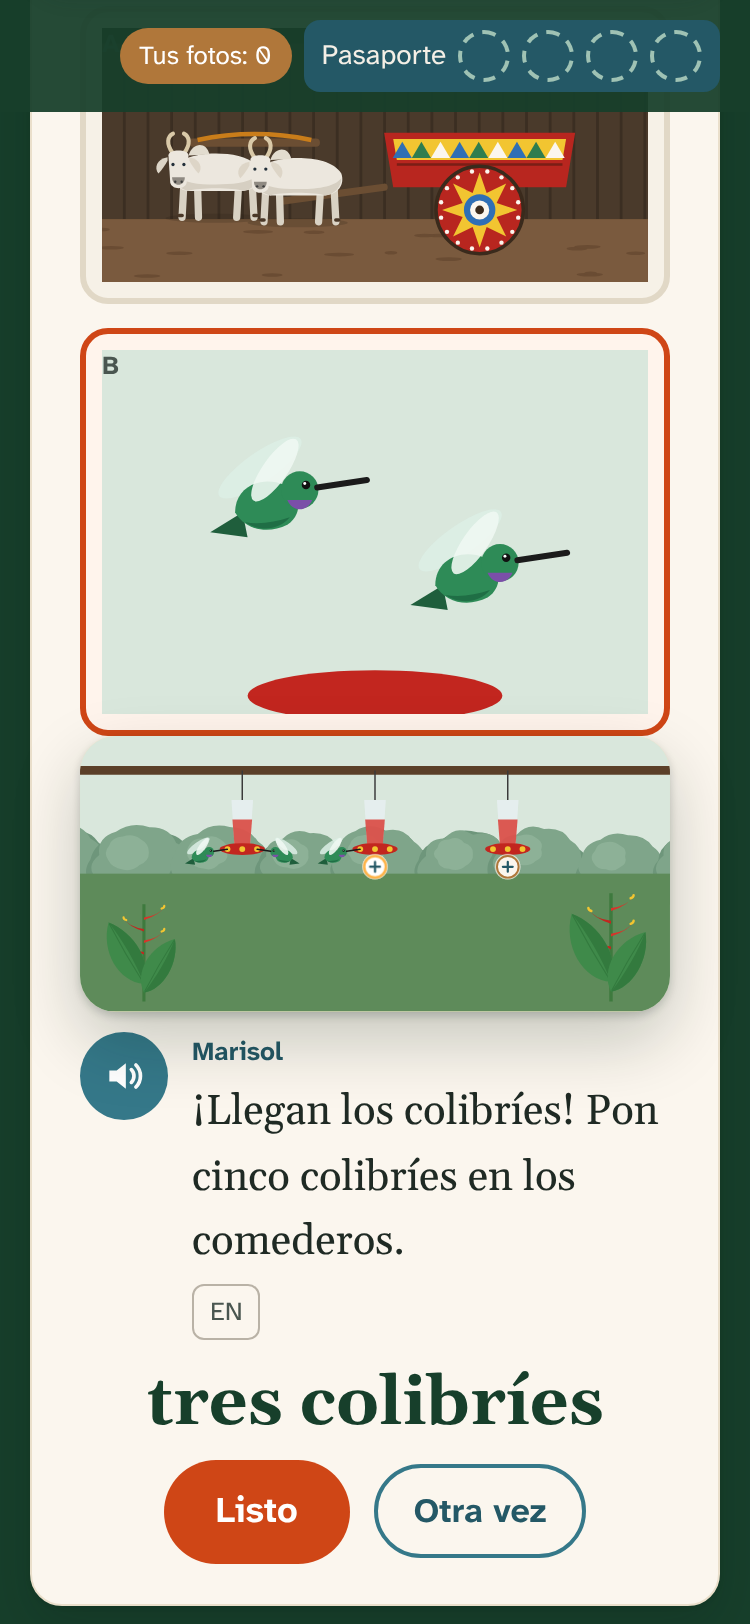 Tus fotos: 0
Pasaporte
B
Marisol
¡Llegan los colibríes! Pon
cinco colibríes en los
comederos.
EN
tres colibríes
Listo
Otra vez